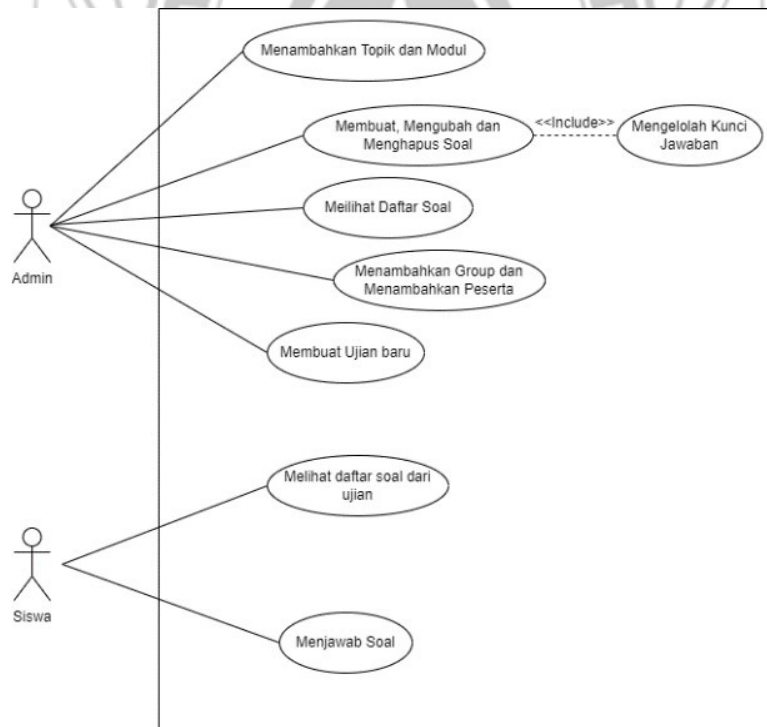 Menambahkan Topik dan Modul
Membuat, Mengubah dan
Menghapus Soal
<<Include>>
Mengelolah Kunci
Jawaban
Meilihat Daftar Soal
Admin
Menambahkan Group dan
Menambahkan Peserta
Membuat Ujian baru
Melihat daftar soal dari
ujian
Siswa
Menjawab Soal